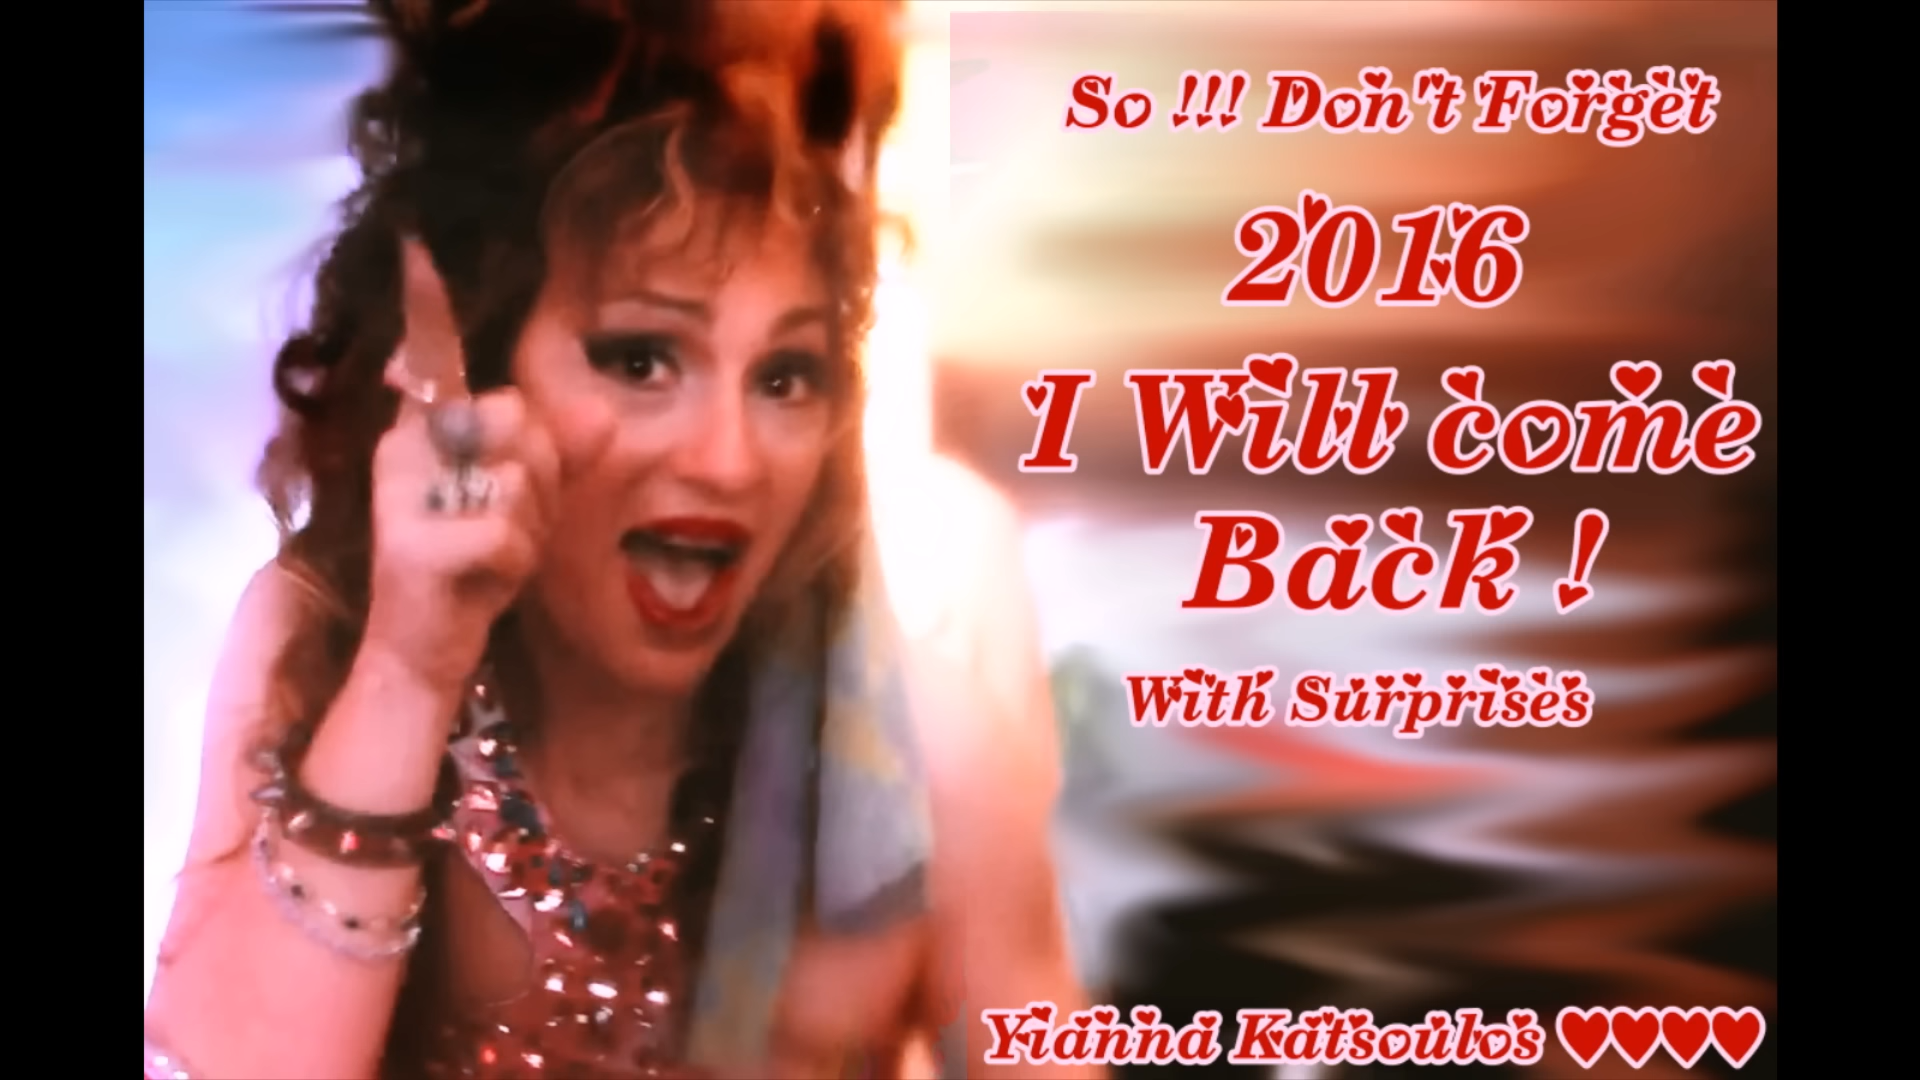 So !!! Don't Forget
2016
I Will come
Back !
With Surprises
Yianna Katsoulos ♥♥♥♥